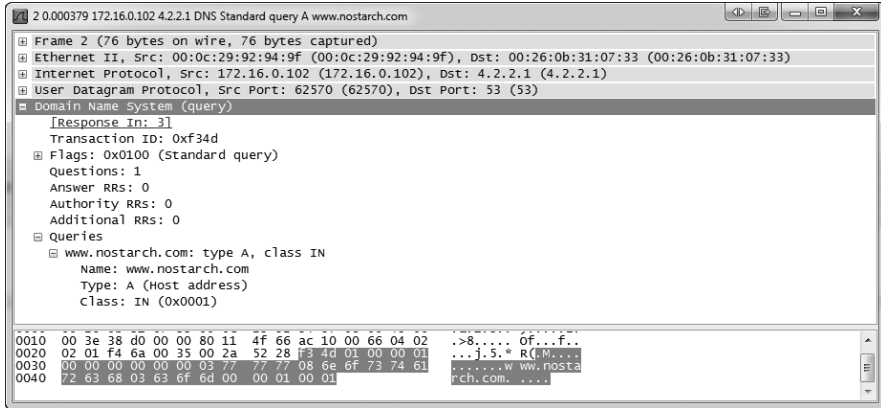 2 0.000379 172.16.0.102 4.2.2.1 DNS Standard query A www.nostarch.com
Frame 2 (76 bytes on wire, 76 bytes captured)
Ethernet II, Src: 00:0c:29:92:94:9f (00:0c:29:92:94:9f), Dst: 00:26:0b:31:07:33 (00:26:0b:31:07:33)
Internet Protocol, Src: 172.16.0.102 (172.16.0.102), Dst: 4.2.2.1 (4.2.2.1)
User Datagram Protocol, Src Port: 62570 (62570), Dst Port: 53 (53)
Domain Name System (query)
[Response In: 3]
Transaction ID: 0xf34d
Flags: 0x0100 (Standard query)
Questions: 1
Answer RRs: 0
Authority RRs: 0
Additional RRs: 0
Queries
www.nostarch.com: type A, class IN
Name: www.nostarch.com
Type: A (Host address)
Class: IN (0x0001)
0010 00 3e 38 d0 00 00 80 11 4f 66 ac 10 00 66 04 02 .>8..... Of...f..
0020 02 01 f4 6a 00 35 00 2a 52 28 f3 4d 01 00 00 01 ...j.5.* R(.M....
0030 00 00 00 00 00 00 03 77 77 77 08 6e 6f 73 74 61 .......w ww.nosta
0040 72 63 68 03 63 6f 6d 00 00 01 00 01 rch.com. ....